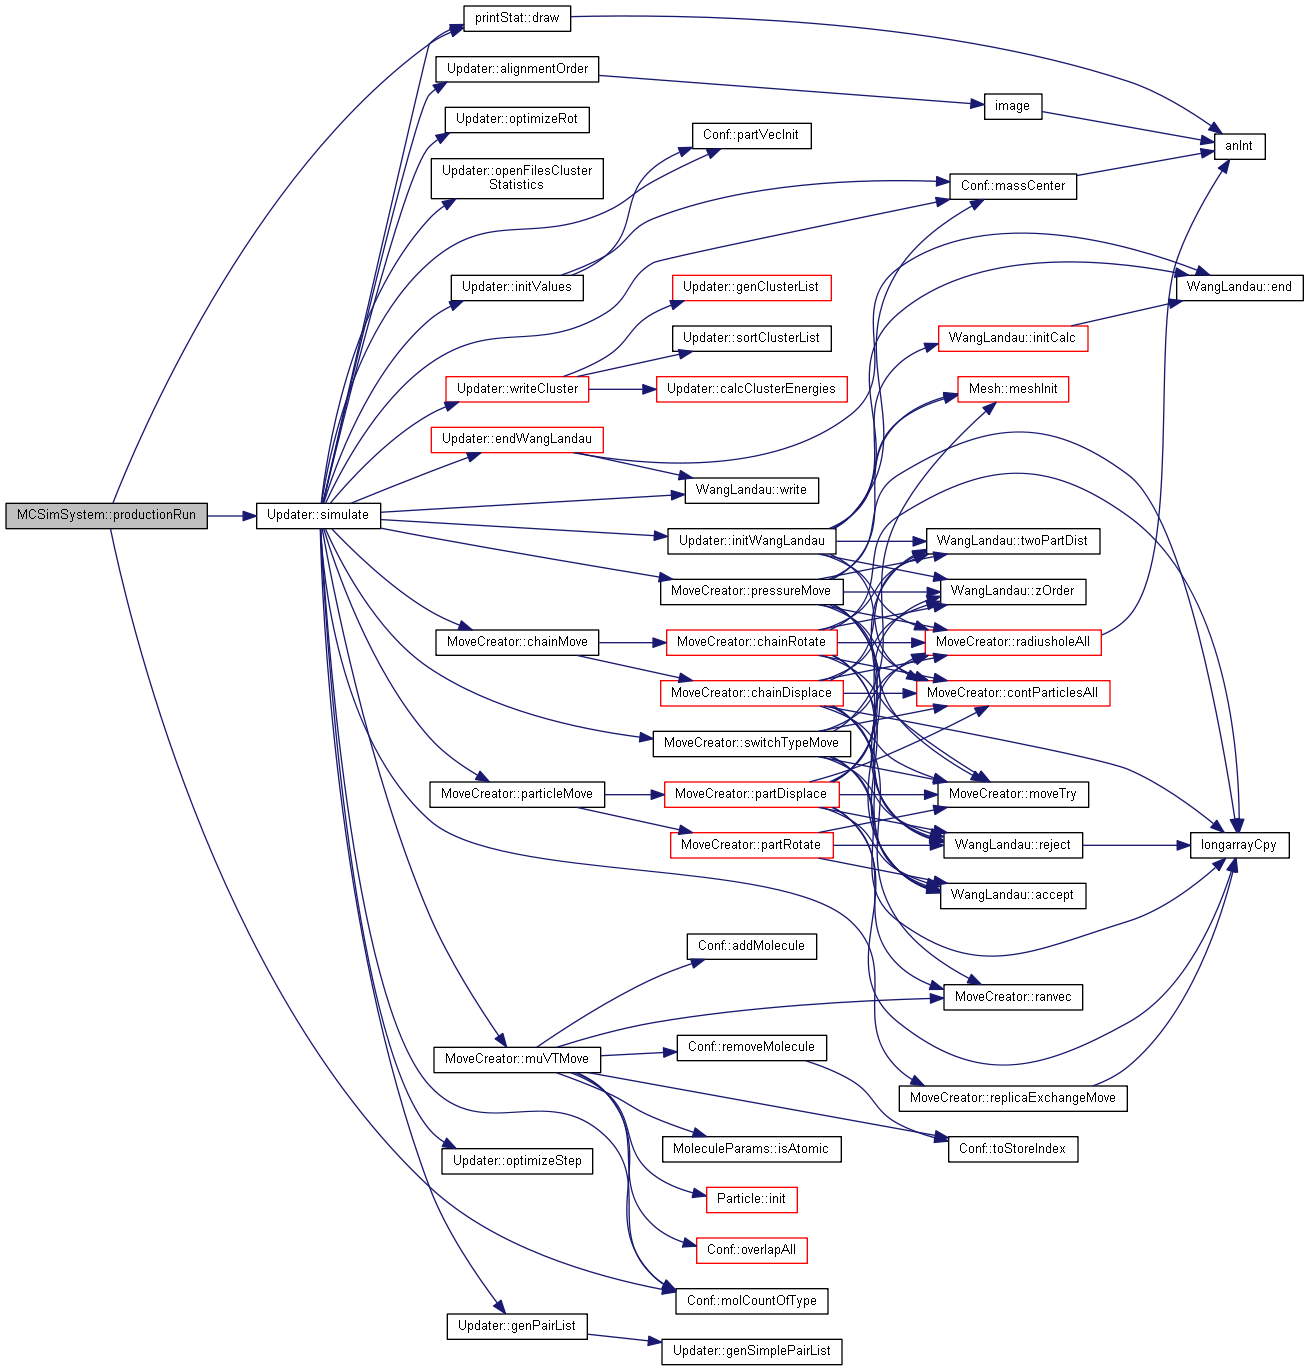 printStat::draw
Updater::alignmentOrder
image
Updater::optimizeRot
Conf::partVecInit
anInt
Updater::openFilesCluster
Statistics
Conf::massCenter
Updater::initValues
Updater::genClusterList
WangLandau::end
Updater::sortClusterList
WangLandau::initCalc
Updater::writeCluster
Updater::calcClusterEnergies
Mesh::meshInit
Updater::endWangLandau
WangLandau::write
MCSimSystem::productionRun
Updater::simulate
Updater::initWangLandau
WangLandau::twoPartDist
MoveCreator::pressureMove
WangLandau::zOrder
MoveCreator::chainMove
MoveCreator::chainRotate
MoveCreator::radiusholeAll
MoveCreator::chainDisplace
MoveCreator::contParticlesAll
MoveCreator::switchTypeMove
MoveCreator::particleMove
MoveCreator::partDisplace
MoveCreator::moveTry
MoveCreator::partRotate
WangLandau::reject
longarrayCpy
WangLandau::accept
Conf::addMolecule
MoveCreator::ranvec
MoveCreator::muVTMove
Conf::removeMolecule
MoveCreator::replicaExchangeMove
MoleculeParams::isAtomic
Conf::toStoreIndex
Updater::optimizeStep
Particle::init
Conf::overlapAll
Conf::molCountOfType
Updater::genPairList
Updater::genSimplePairList